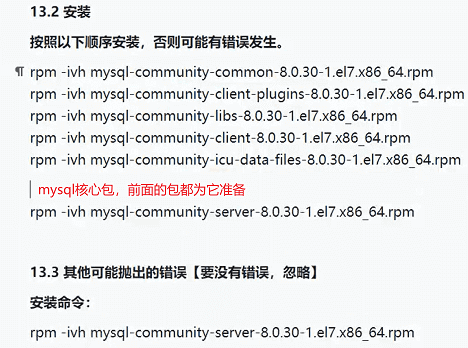 13.2 安装
按照以下顺序安装，否则可能有错误发生。
rpm -ivh mysql-community-common-8.0.30-1.el7.x86_64.rpm
rpm -ivh mysql-community-client-plugins-8.0.30-1.el7.x86_64.rpm
rpm -ivh mysql-community-libs-8.0.30-1.el7.x86_64.rpm
rpm -ivh mysql-community-client-8.0.30-1.el7.x86_64.rpm
rpm -ivh mysql-community-icu-data-files-8.0.30-1.el7.x86_64.rpm
mysql核心包，前面的包都为它准备
rpm -ivh mysql-community-server-8.0.30-1.el7.x86_64.rpm
13.3 其他可能抛出的错误【要没有错误，忽略】
安装命令：
rpm -ivh mysql-community-server-8.0.30-1.el7.x86_64.rpm